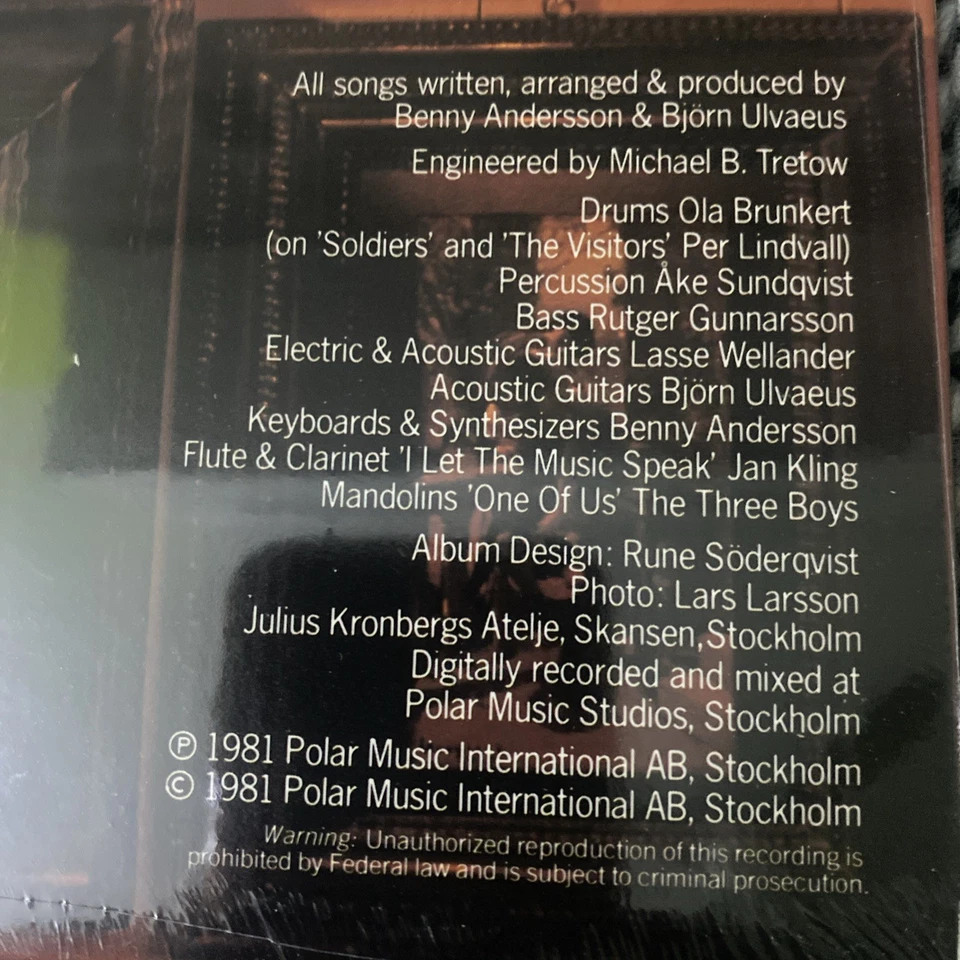 All songs written, arranged & produced by
Benny Andersson & Björn Ulvaeus
Engineered by Michael B. Tretow
Drums Ola Brunkert
(on 'Soldiers' and 'The Visitors' Per Lindvall)
Percussion Åke Sundqvist
Bass Rutger Gunnarsson
Electric & Acoustic Guitars Lasse Wellander
Acoustic Guitars Björn Ulvaeus
Keyboards & Synthesizers Benny Andersson
Flute & Clarinet 'I Let The Music Speak' Jan Kling
Mandolins 'One Of Us' The Three Boys
Album Design: Rune Söderqvist
Photo: Lars Larsson
Julius Kronbergs Atelje, Skansen, Stockholm
Digitally recorded and mixed at
Polar Music Studios, Stockholm
℗ 1981 Polar Music International AB, Stockholm
© 1981 Polar Music International AB, Stockholm
Warning: Unauthorized reproduction of this recording is
prohibited by Federal law and is subject to criminal prosecution.